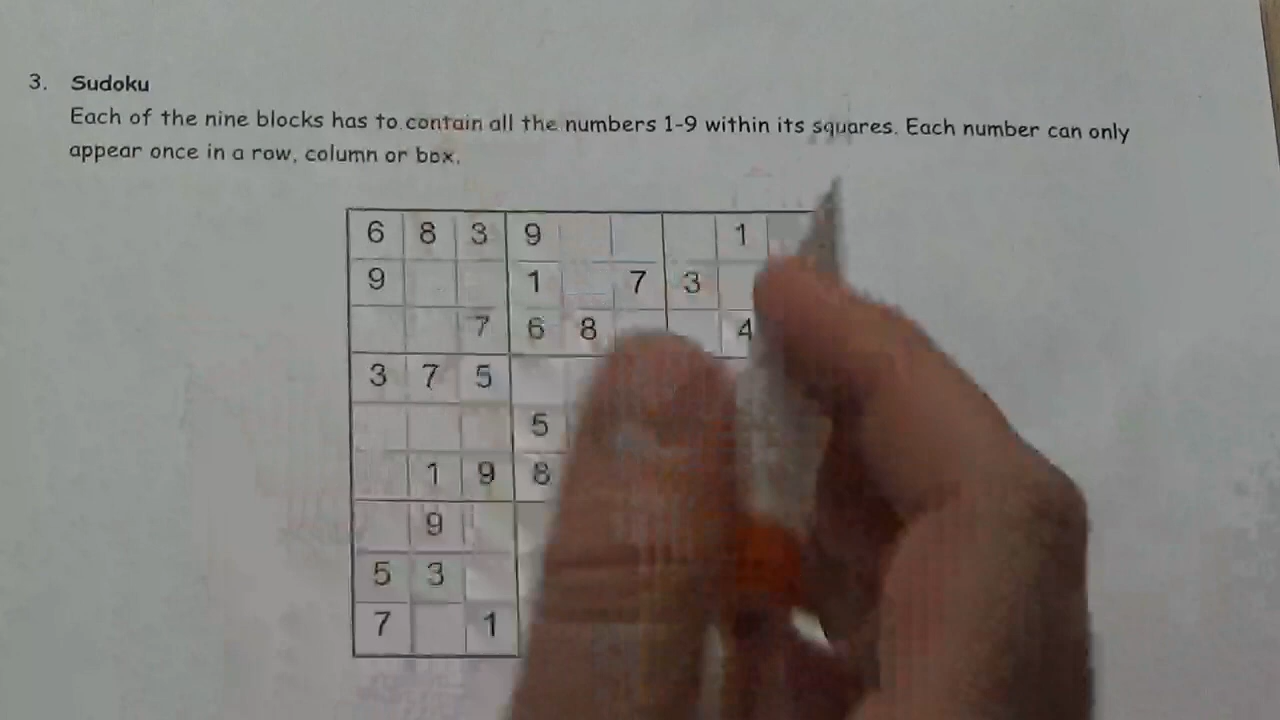 3. Sudoku
Each of the nine blocks has to contain all the numbers 1-9 within its squares. Each number can only
appear once in a row, column or box.
6 8 3 9 1
9 1 7 3
7 6 8 4
3 7 5
5
1 9 8
9
5 3
7 1